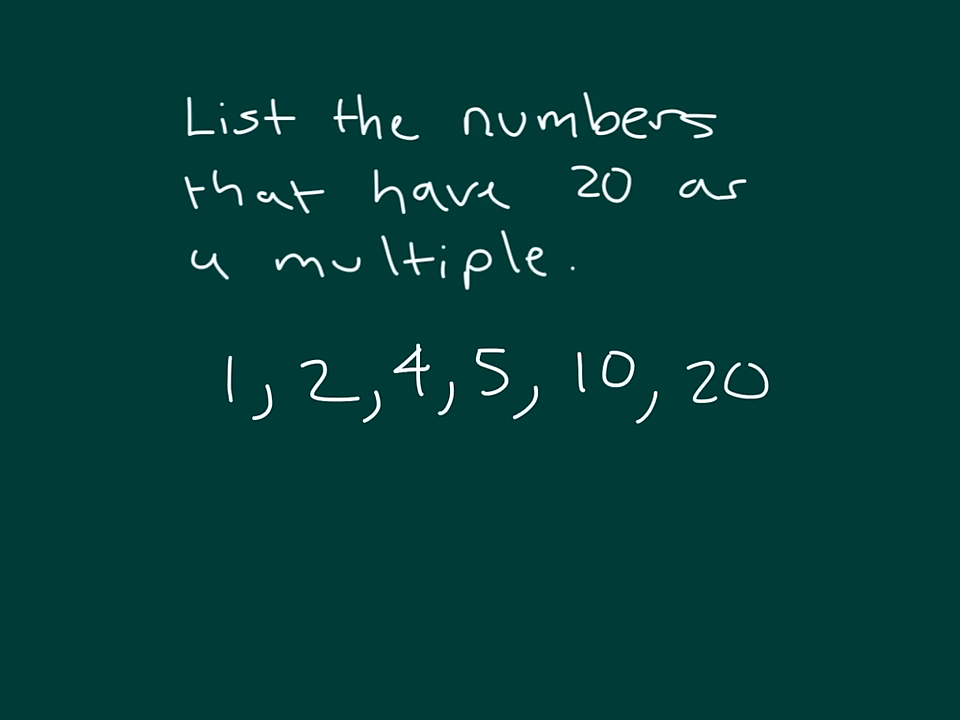 List the numbers
that have 20 as
a multiple.
1, 2, 4, 5, 10, 20